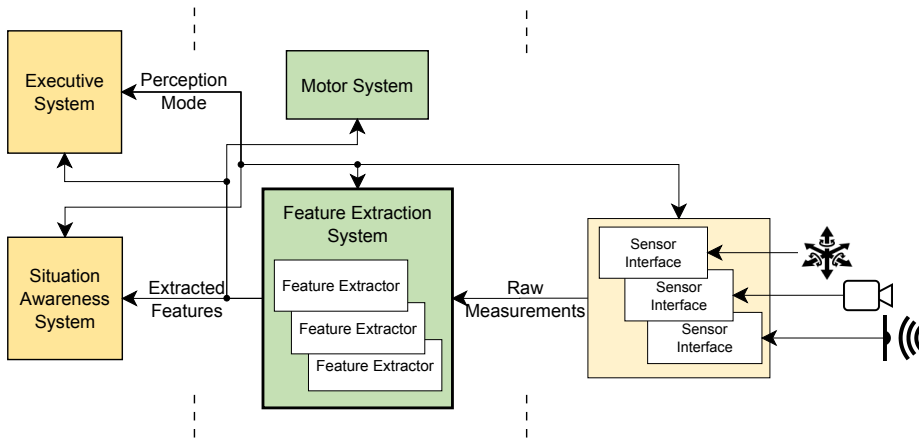 Executive
System
Perception
Mode
Motor System
Situation
Awareness
System
Extracted
Features
Feature Extraction
System
Feature Extractor
Feature Extractor
Feature Extractor
Raw
Measurements
Sensor
Interface
Sensor
Interface
Sensor
Interface